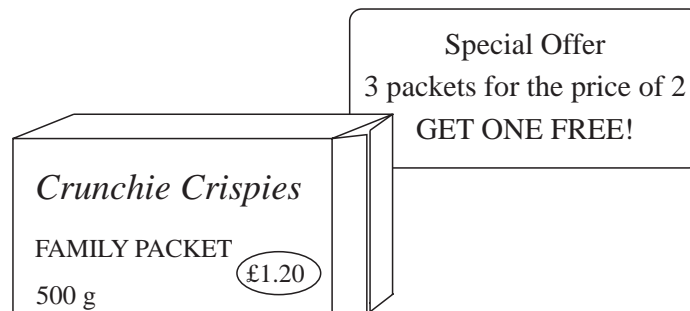 Special Offer
3 packets for the price of 2
GET ONE FREE!
Crunchie Crispies
FAMILY PACKET
£1.20
500 g